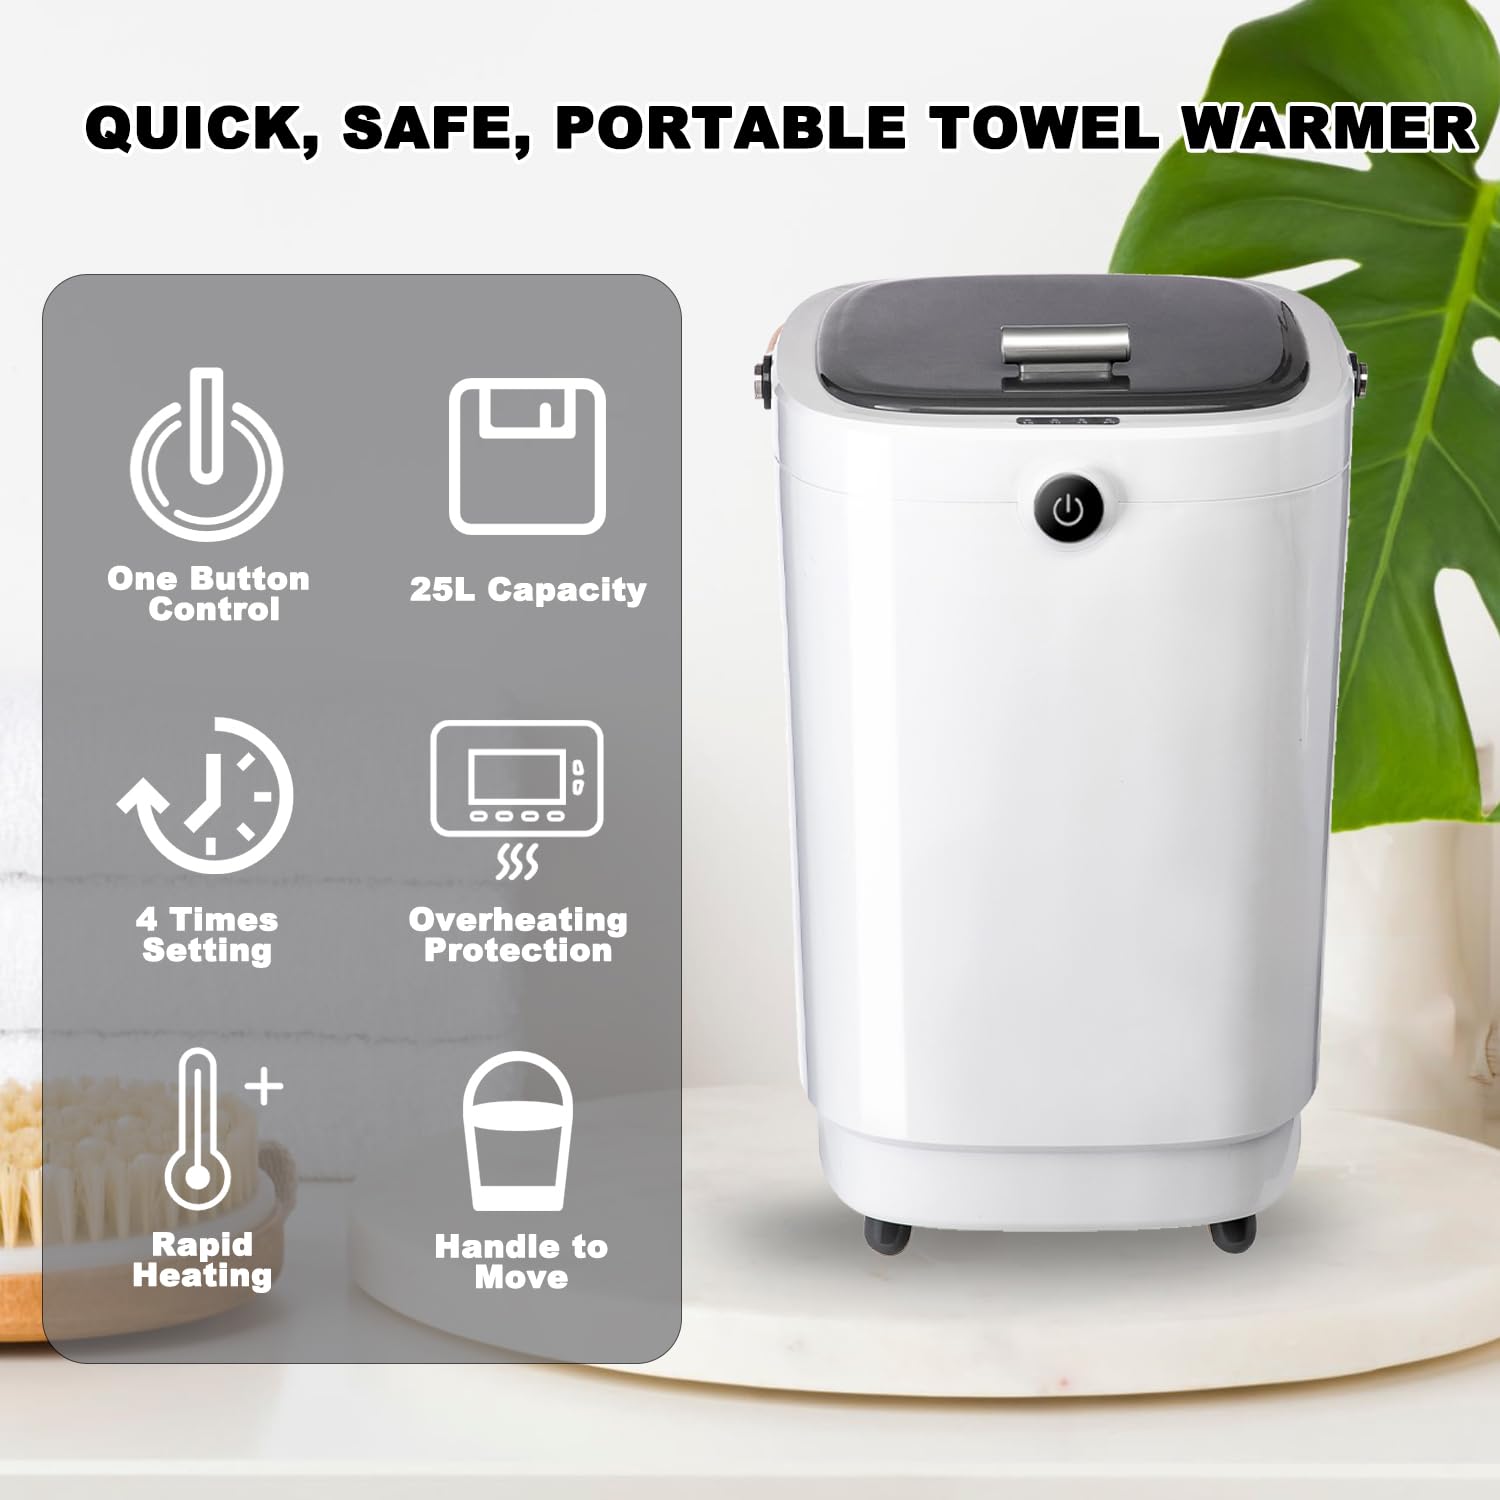 QUICK, SAFE, PORTABLE TOWEL WARMER
One Button
Control
25L Capacity
4 Times
Setting
Overheating
Protection
Rapid
Heating
Handle to
Move